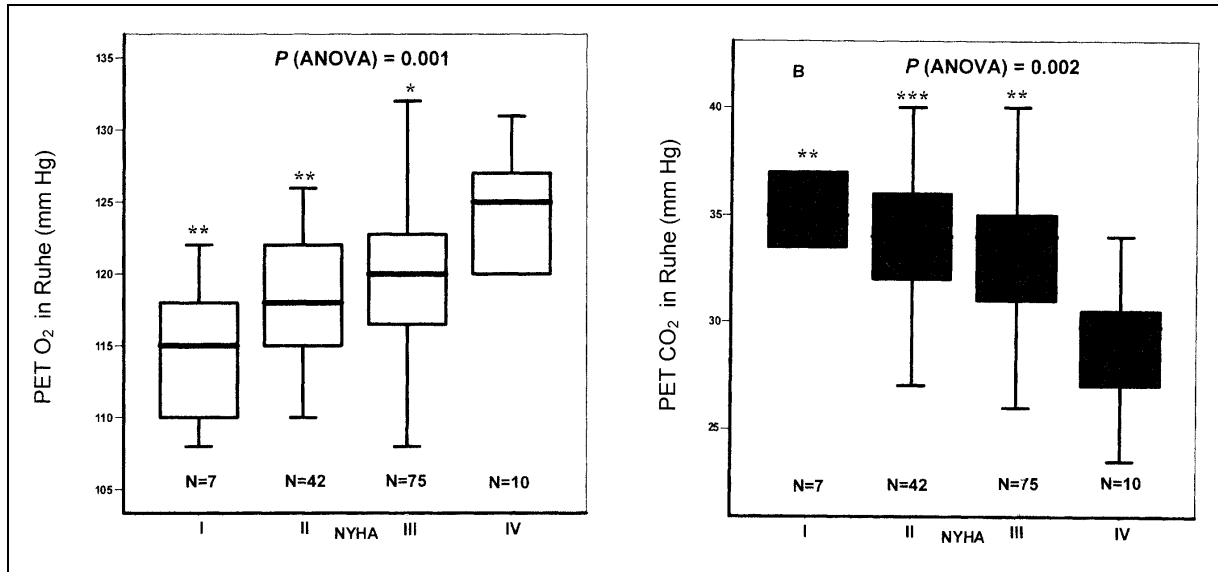 P (ANOVA) = 0.001
PET O₂ in Ruhe (mm Hg)
135
130
125
120
115
110
105
** ** *
N=7 N=42 N=75 N=10
I II III IV
NYHA
B P (ANOVA) = 0.002
PET CO₂ in Ruhe (mm Hg)
40
35
30
25
** *** **
N=7 N=42 N=75 N=10
I II III IV
NYHA